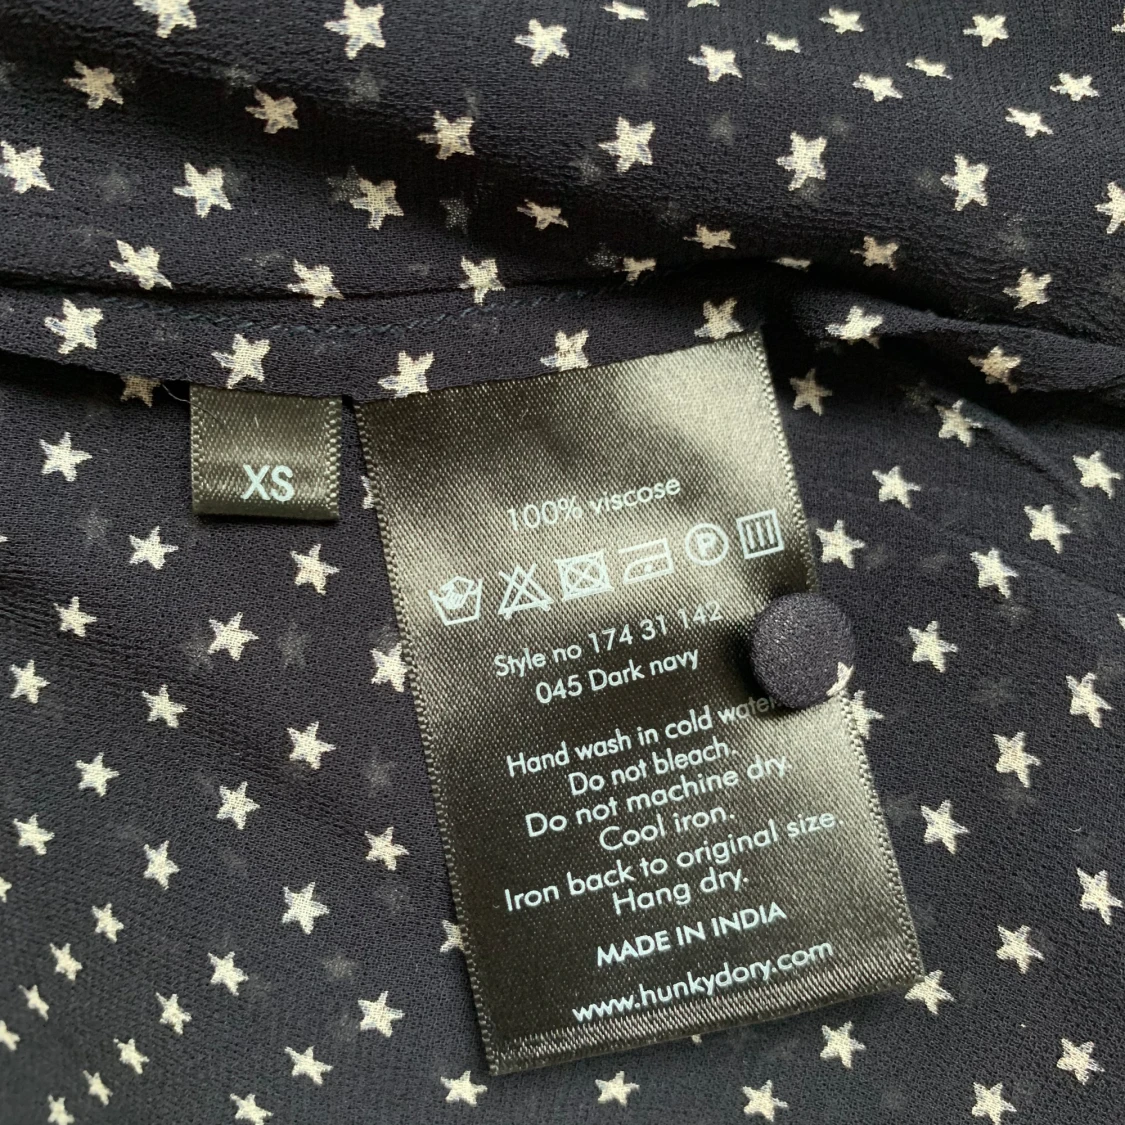 XS
100% viscose
P
Style no 174 31 142
045 Dark navy
Hand wash in cold water
Do not bleach.
Do not machine dry.
Cool iron.
Iron back to original size.
Hang dry.
MADE IN INDIA
www.hunkydory.com